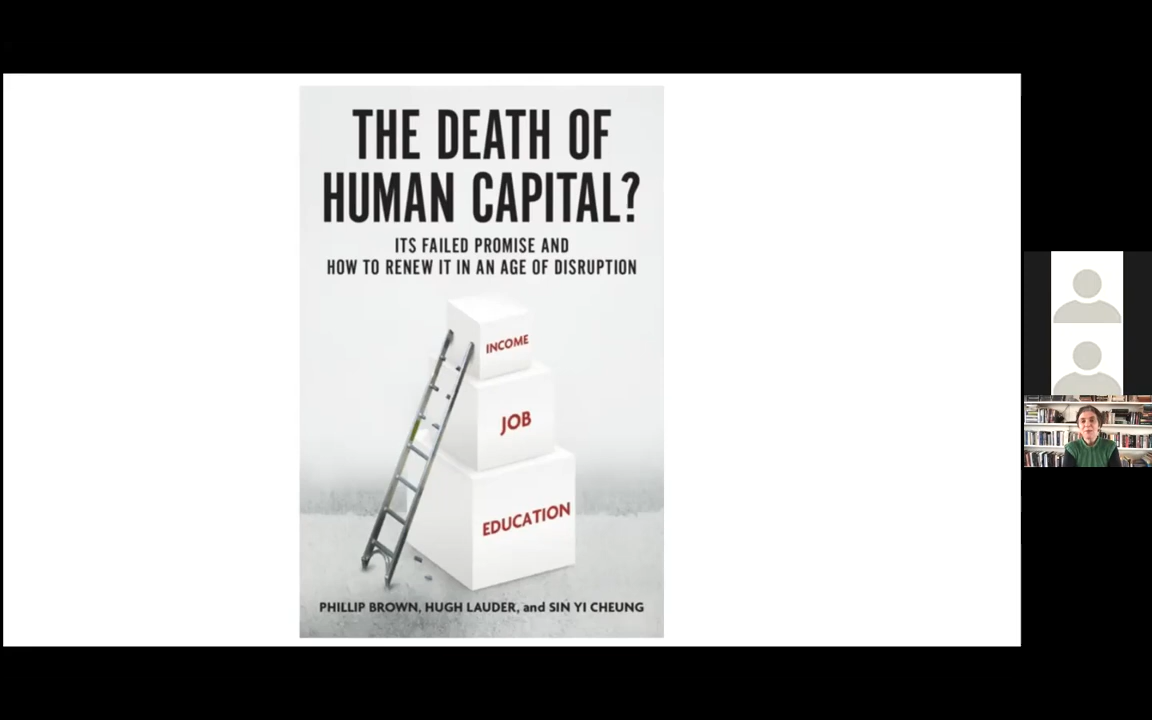 THE DEATH OF
HUMAN CAPITAL?
ITS FAILED PROMISE AND
HOW TO RENEW IT IN AN AGE OF DISRUPTION
INCOME
JOB
EDUCATION
PHILLIP BROWN, HUGH LAUDER, and SIN YI CHEUNG